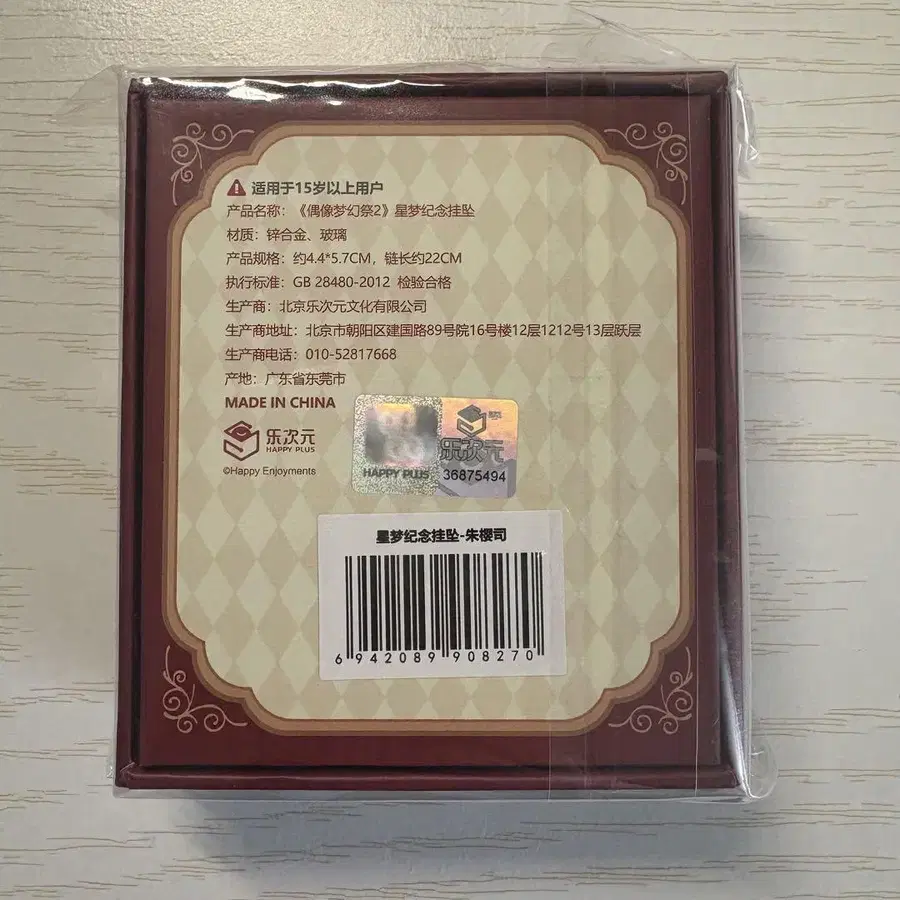 适用于15岁以上用户
产品名称：《偶像梦幻祭2》星梦纪念挂坠
材质：锌合金、玻璃
产品规格：约4.4*5.7CM，链长约22CM
执行标准：GB 28480-2012 检验合格
生产商：北京乐次元文化有限公司
生产商地址：北京市朝阳区建国路89号院16号楼12层1212号13层跃层
生产商电话：010-52817668
产地：广东省东莞市
MADE IN CHINA
乐次元
HAPPY PLUS
©Happy Enjoyments
HAPPY PLUS
乐次元
36875494
星梦纪念挂坠-朱樱司
6 942089 908270